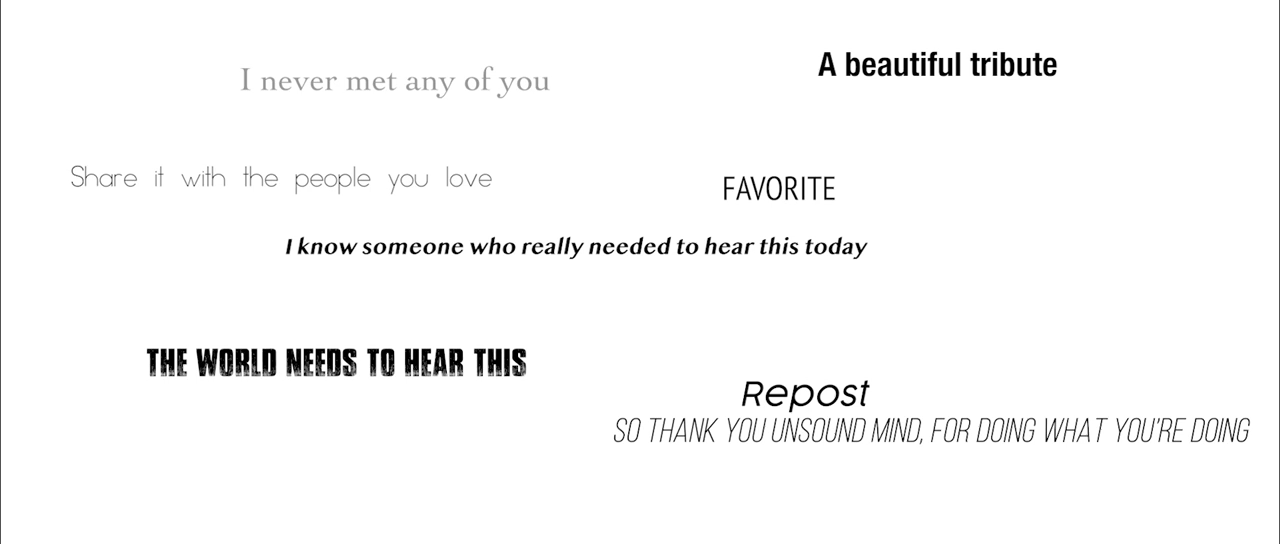 I never met any of you
A beautiful tribute
Share it with the people you love
FAVORITE
I know someone who really needed to hear this today
THE WORLD NEEDS TO HEAR THIS
Repost
SO THANK YOU UNSOUND MIND, FOR DOING WHAT YOU'RE DOING